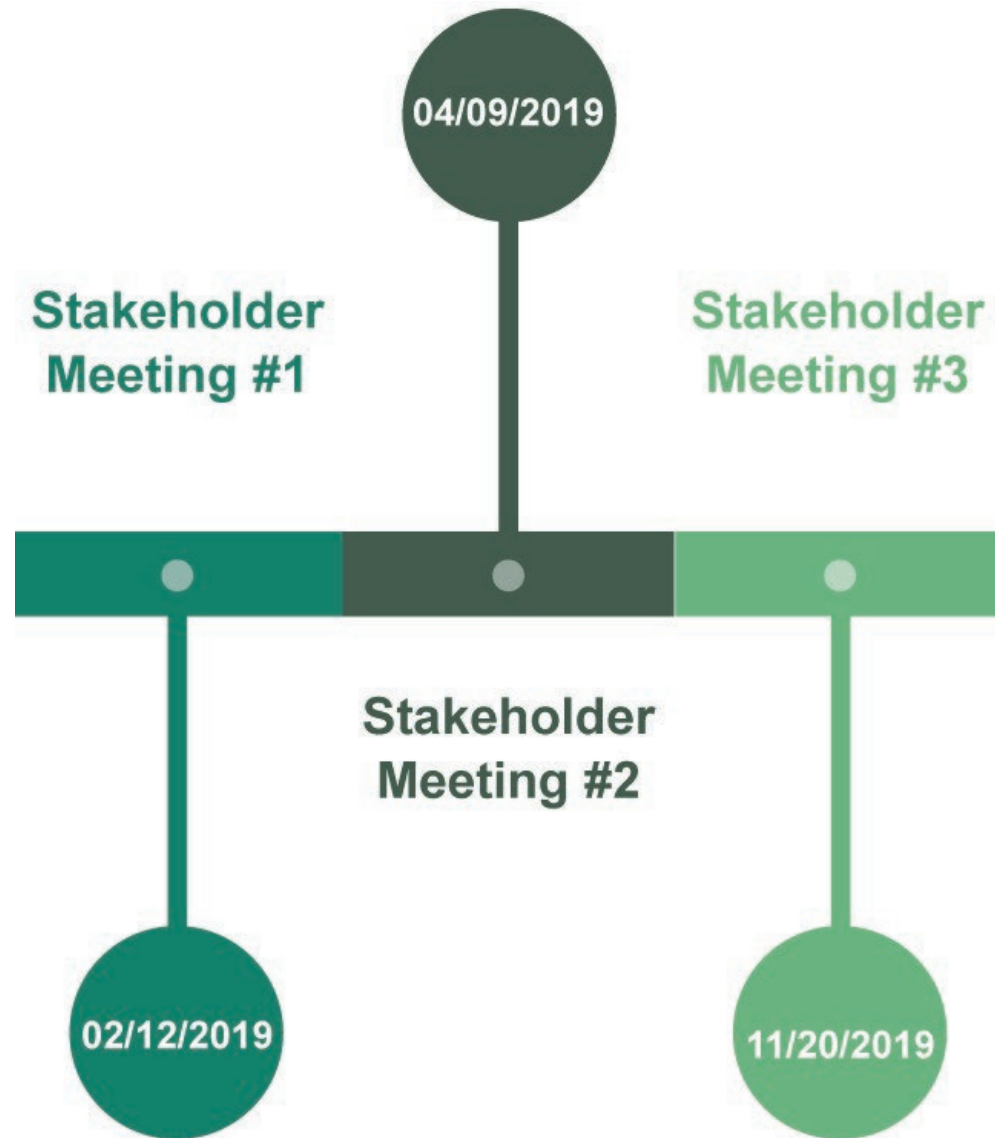 04/09/2019
Stakeholder
Meeting #1
Stakeholder
Meeting #3
Stakeholder
Meeting #2
02/12/2019
11/20/2019